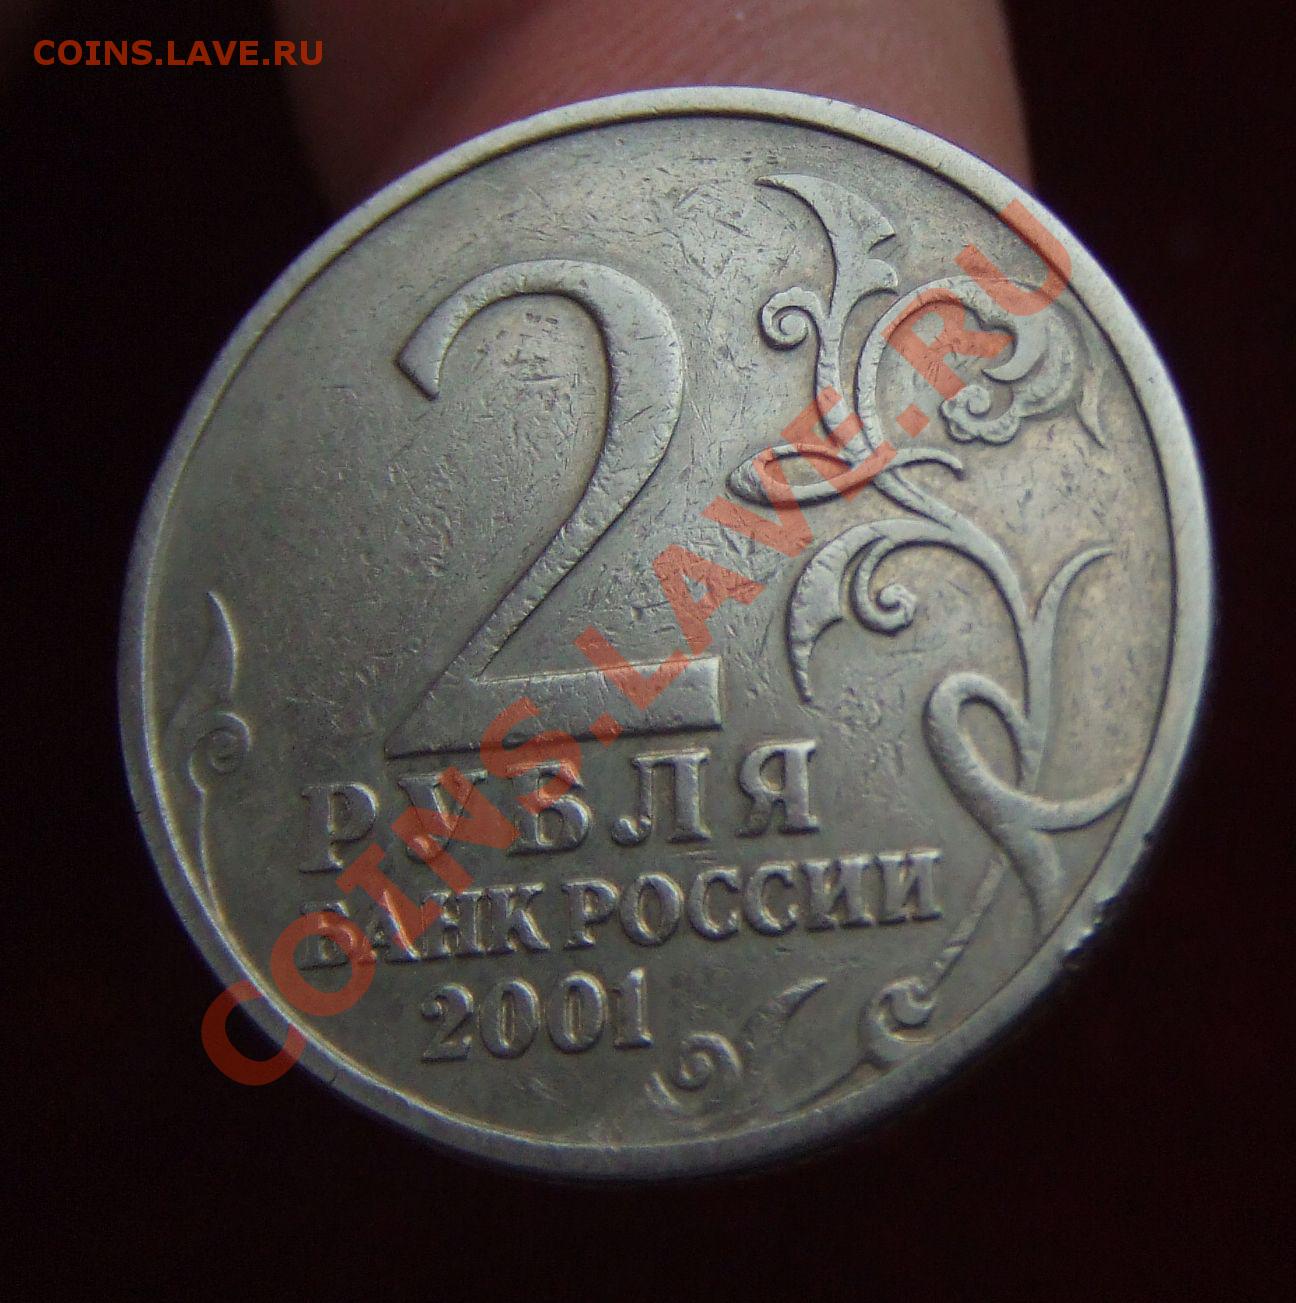 COINS.LAVE.RU
2
РУБЛЯ
БАНК РОССИИ
2001
COINS.LAVE.RU